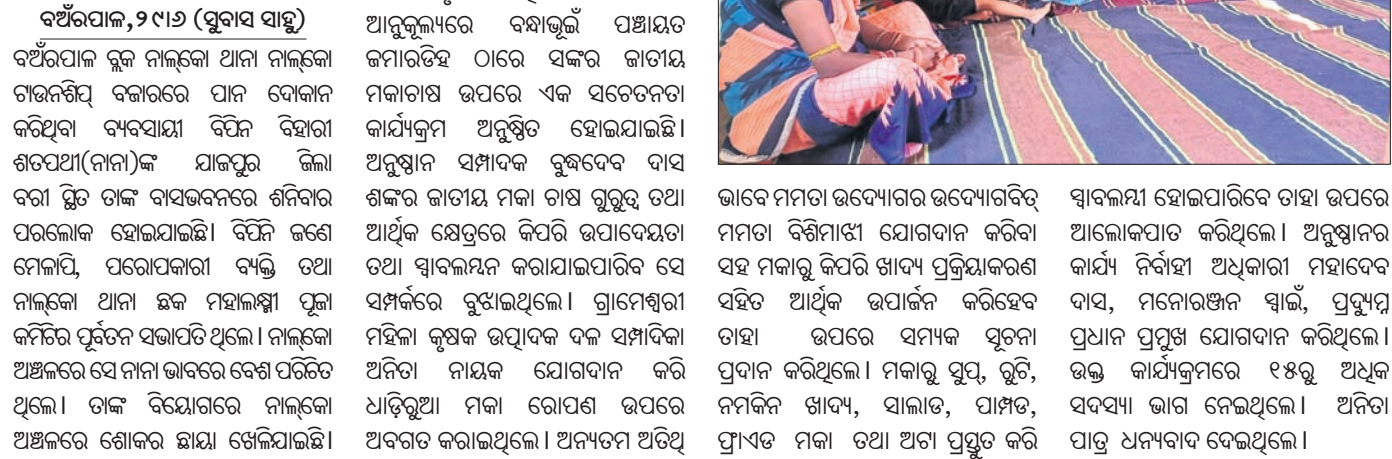 ବଅଁରପାଳ,୨୯।୬ (ସୁବାସ ସାହୁ)
ବଅଁରପାଳ ବ୍ଲକ ନାଲ୍‌କୋ ଥାନା ନାଲ୍‌କୋ
ଟାଉନଶିପ୍ ବଜାରରେ ପାନ ଦୋକାନ
କରିଥିବା ବ୍ୟବସାୟୀ ବିପିନ ବିହାରୀ
ଶତପଥୀ(ନାନା)ଙ୍କ ଯାଜପୁର ଜିଲା
ବରୀ ସ୍ଥିତ ତାଙ୍କ ବାସଭବନରେ ଶନିବାର
ପରଲୋକ ହୋଇଯାଇଛି। ବିପିନି ଜଣେ
ମେଳାପି, ପରୋପକାରୀ ବ୍ୟକ୍ତି ତଥା
ନାଲ୍‌କୋ ଥାନା ଛକ ମହାଲକ୍ଷ୍ମୀ ପୂଜା
କମିଟିର ପୂର୍ବତନ ସଭାପତି ଥିଲେ। ନାଲ୍‌କୋ
ଅଞ୍ଚଳରେ ସେ ନାନା ଭାବରେ ବେଶ ପରିଚିତ
ଥିଲେ। ତାଙ୍କ ବିୟୋଗରେ ନାଲ୍‌କୋ
ଅଞ୍ଚଳରେ ଶୋକର ଛାୟା ଖେଳିଯାଇଛି।
ଆନୁକୂଲ୍ୟରେ ବନ୍ଧାଭୂଇଁ ପଞ୍ଚାୟତ
ଜମାରଡିହ ଠାରେ ସଙ୍କର ଜାତୀୟ
ମକାଚାଷ ଉପରେ ଏକ ସଚେତନତା
କାର୍ଯ୍ୟକ୍ରମ ଅନୁଷ୍ଠିତ ହୋଇଯାଇଛି।
ଅନୁଷ୍ଠାନ ସମ୍ପାଦକ ବୁଦ୍ଧଦେବ ଦାସ
ଶଙ୍କର ଜାତୀୟ ମକା ଚାଷ ଗୁରୁତ୍ୱ ତଥା
ଆର୍ଥିକ କ୍ଷେତ୍ରରେ କିପରି ଉପାଦେୟତା
ତଥା ସ୍ୱାବଲମ୍ବନ କରାଯାଇପାରିବ ସେ
ସମ୍ପର୍କରେ ବୁଝାଇଥିଲେ। ଗ୍ରାମେଶ୍ୱରୀ
ମହିଳା କୃଷକ ଉତ୍ପାଦକ ଦଳ ସମ୍ପାଦିକା
ଅନିତା ନାୟକ ଯୋଗଦାନ କରି
ଧାଡ଼ିରୁଆ ମକା ରୋପଣ ଉପରେ
ଅବଗତ କରାଇଥିଲେ। ଅନ୍ୟତମ ଅତିଥି
ଭାବେ ମମତା ଉଦ୍ୟୋଗର ଉଦ୍ୟୋଗବିତ୍
ମମତା ବିଶିମାଝୀ ଯୋଗଦାନ କରିବା
ସହ ମକାରୁ କିପରି ଖାଦ୍ୟ ପ୍ରକ୍ରିୟାକରଣ
ସହିତ ଆର୍ଥିକ ଉପାର୍ଜନ କରିହେବ
ତାହା ଉପରେ ସମ୍ୟକ ସୂଚନା
ପ୍ରଦାନ କରିଥିଲେ। ମକାରୁ ସୁପ୍, ରୁଟି,
ନମକିନ ଖାଦ୍ୟ, ସାଲାଡ, ପାମ୍ପଡ,
ଫ୍ରାଏଡ ମକା ତଥା ଅଟା ପ୍ରସ୍ତୁତ କରି
ସ୍ୱାବଲମ୍ବୀ ହୋଇପାରିବେ ତାହା ଉପରେ
ଆଲୋକପାତ କରିଥିଲେ। ଅନୁଷ୍ଠାନର
କାର୍ଯ୍ୟ ନିର୍ବାହୀ ଅଧିକାରୀ ମହାଦେବ
ଦାସ, ମନୋରଞ୍ଜନ ସ୍ୱାଇଁ, ପ୍ରଦ୍ୟୁମ୍ନ
ପ୍ରଧାନ ପ୍ରମୁଖ ଯୋଗଦାନ କରିଥିଲେ।
ଉକ୍ତ କାର୍ଯ୍ୟକ୍ରମରେ ୧୫ରୁ ଅଧିକ
ସଦସ୍ୟା ଭାଗ ନେଇଥିଲେ। ଅନିତା
ପାତ୍ର ଧନ୍ୟବାଦ ଦେଇଥିଲେ।